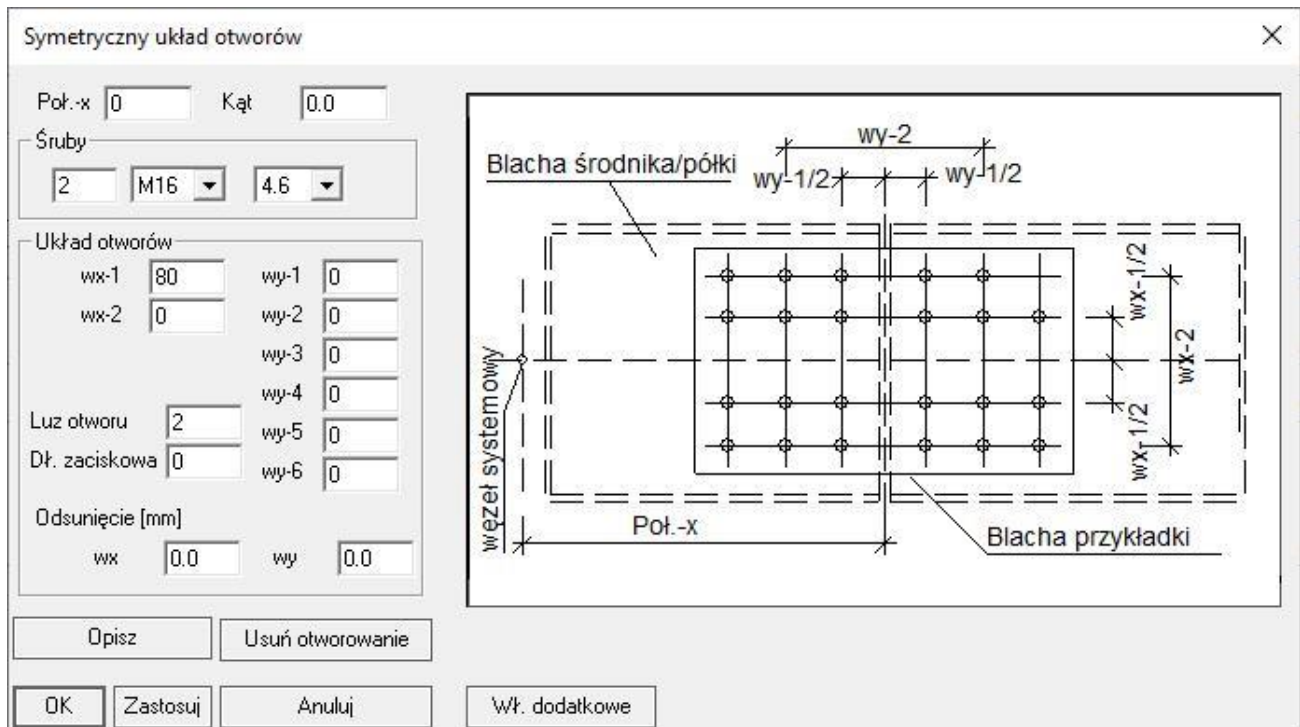 Symetryczny układ otworów
Poł.-x 0 Kąt 0.0
Śruby
2 M16 4.6
Układ otworów
wx-1 80 wy-1 0
wx-2 0 wy-2 0
wy-3 0
wy-4 0
Luz otworu 2 wy-5 0
Dł. zaciskowa 0 wy-6 0
Odsunięcie [mm]
wx 0.0 wy 0.0
Opisz Usuń otworowanie
OK Zastosuj Anuluj Wł. dodatkowe
wy-2
Blacha środnika/półki
wy-1/2 wy-1/2
wx-1/2
wx-2
wx-1/2
węzeł systemowy
Poł.-x
Blacha przykładki